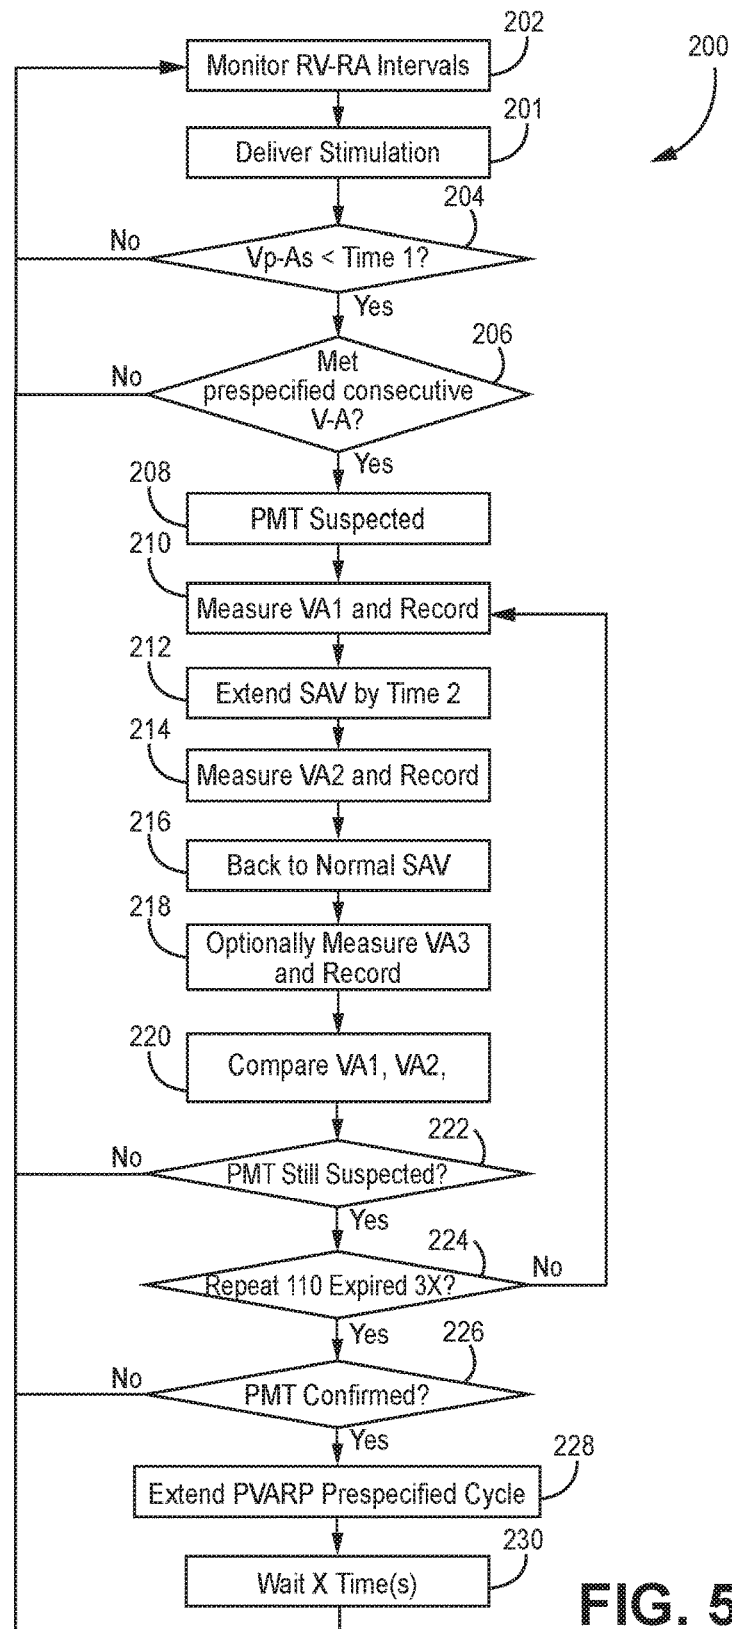 202
Monitor RV-RA Intervals
200
201
Deliver Stimulation
204
No
Vp-As < Time 1?
Yes
206
No
Met
prespecified consecutive
V-A?
Yes
208
PMT Suspected
210
Measure VA1 and Record
212
Extend SAV by Time 2
214
Measure VA2 and Record
216
Back to Normal SAV
218
Optionally Measure VA3
and Record
220
Compare VA1, VA2,
222
No
PMT Still Suspected?
Yes
224
Repeat 110 Expired 3X?
No
Yes
226
No
PMT Confirmed?
Yes
228
Extend PVARP Prespecified Cycle
230
Wait X Time(s)
FIG. 5